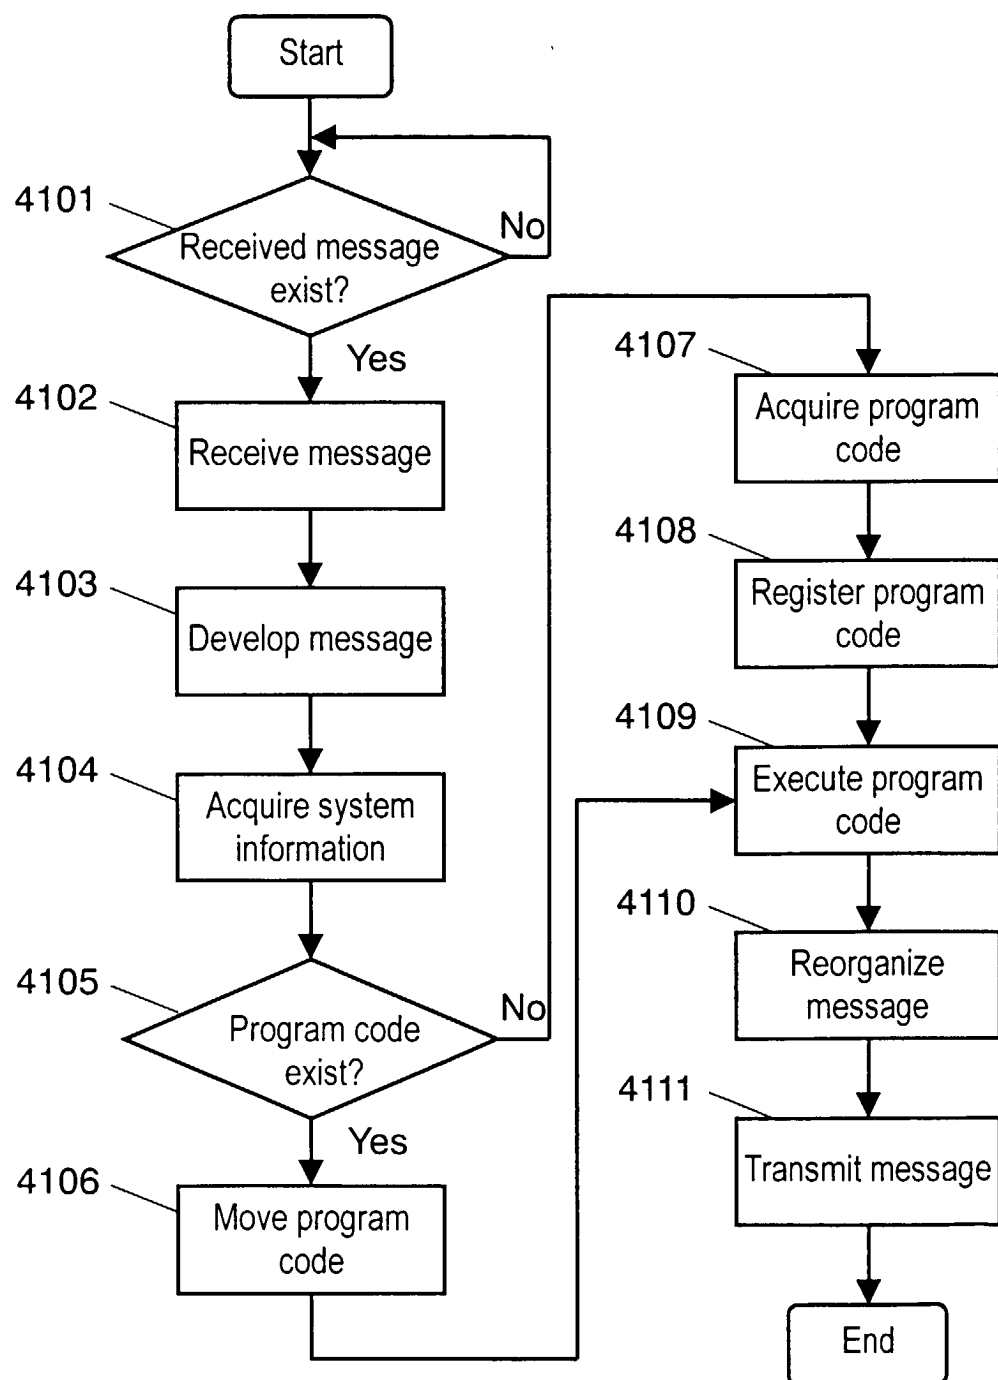 Start
4101
Received message
exist?
No
Yes
4102
Receive message
4103
Develop message
4104
Acquire system
information
4105
Program code
exist?
No
Yes
4106
Move program
code
4107
Acquire program
code
4108
Register program
code
4109
Execute program
code
4110
Reorganize
message
4111
Transmit message
End